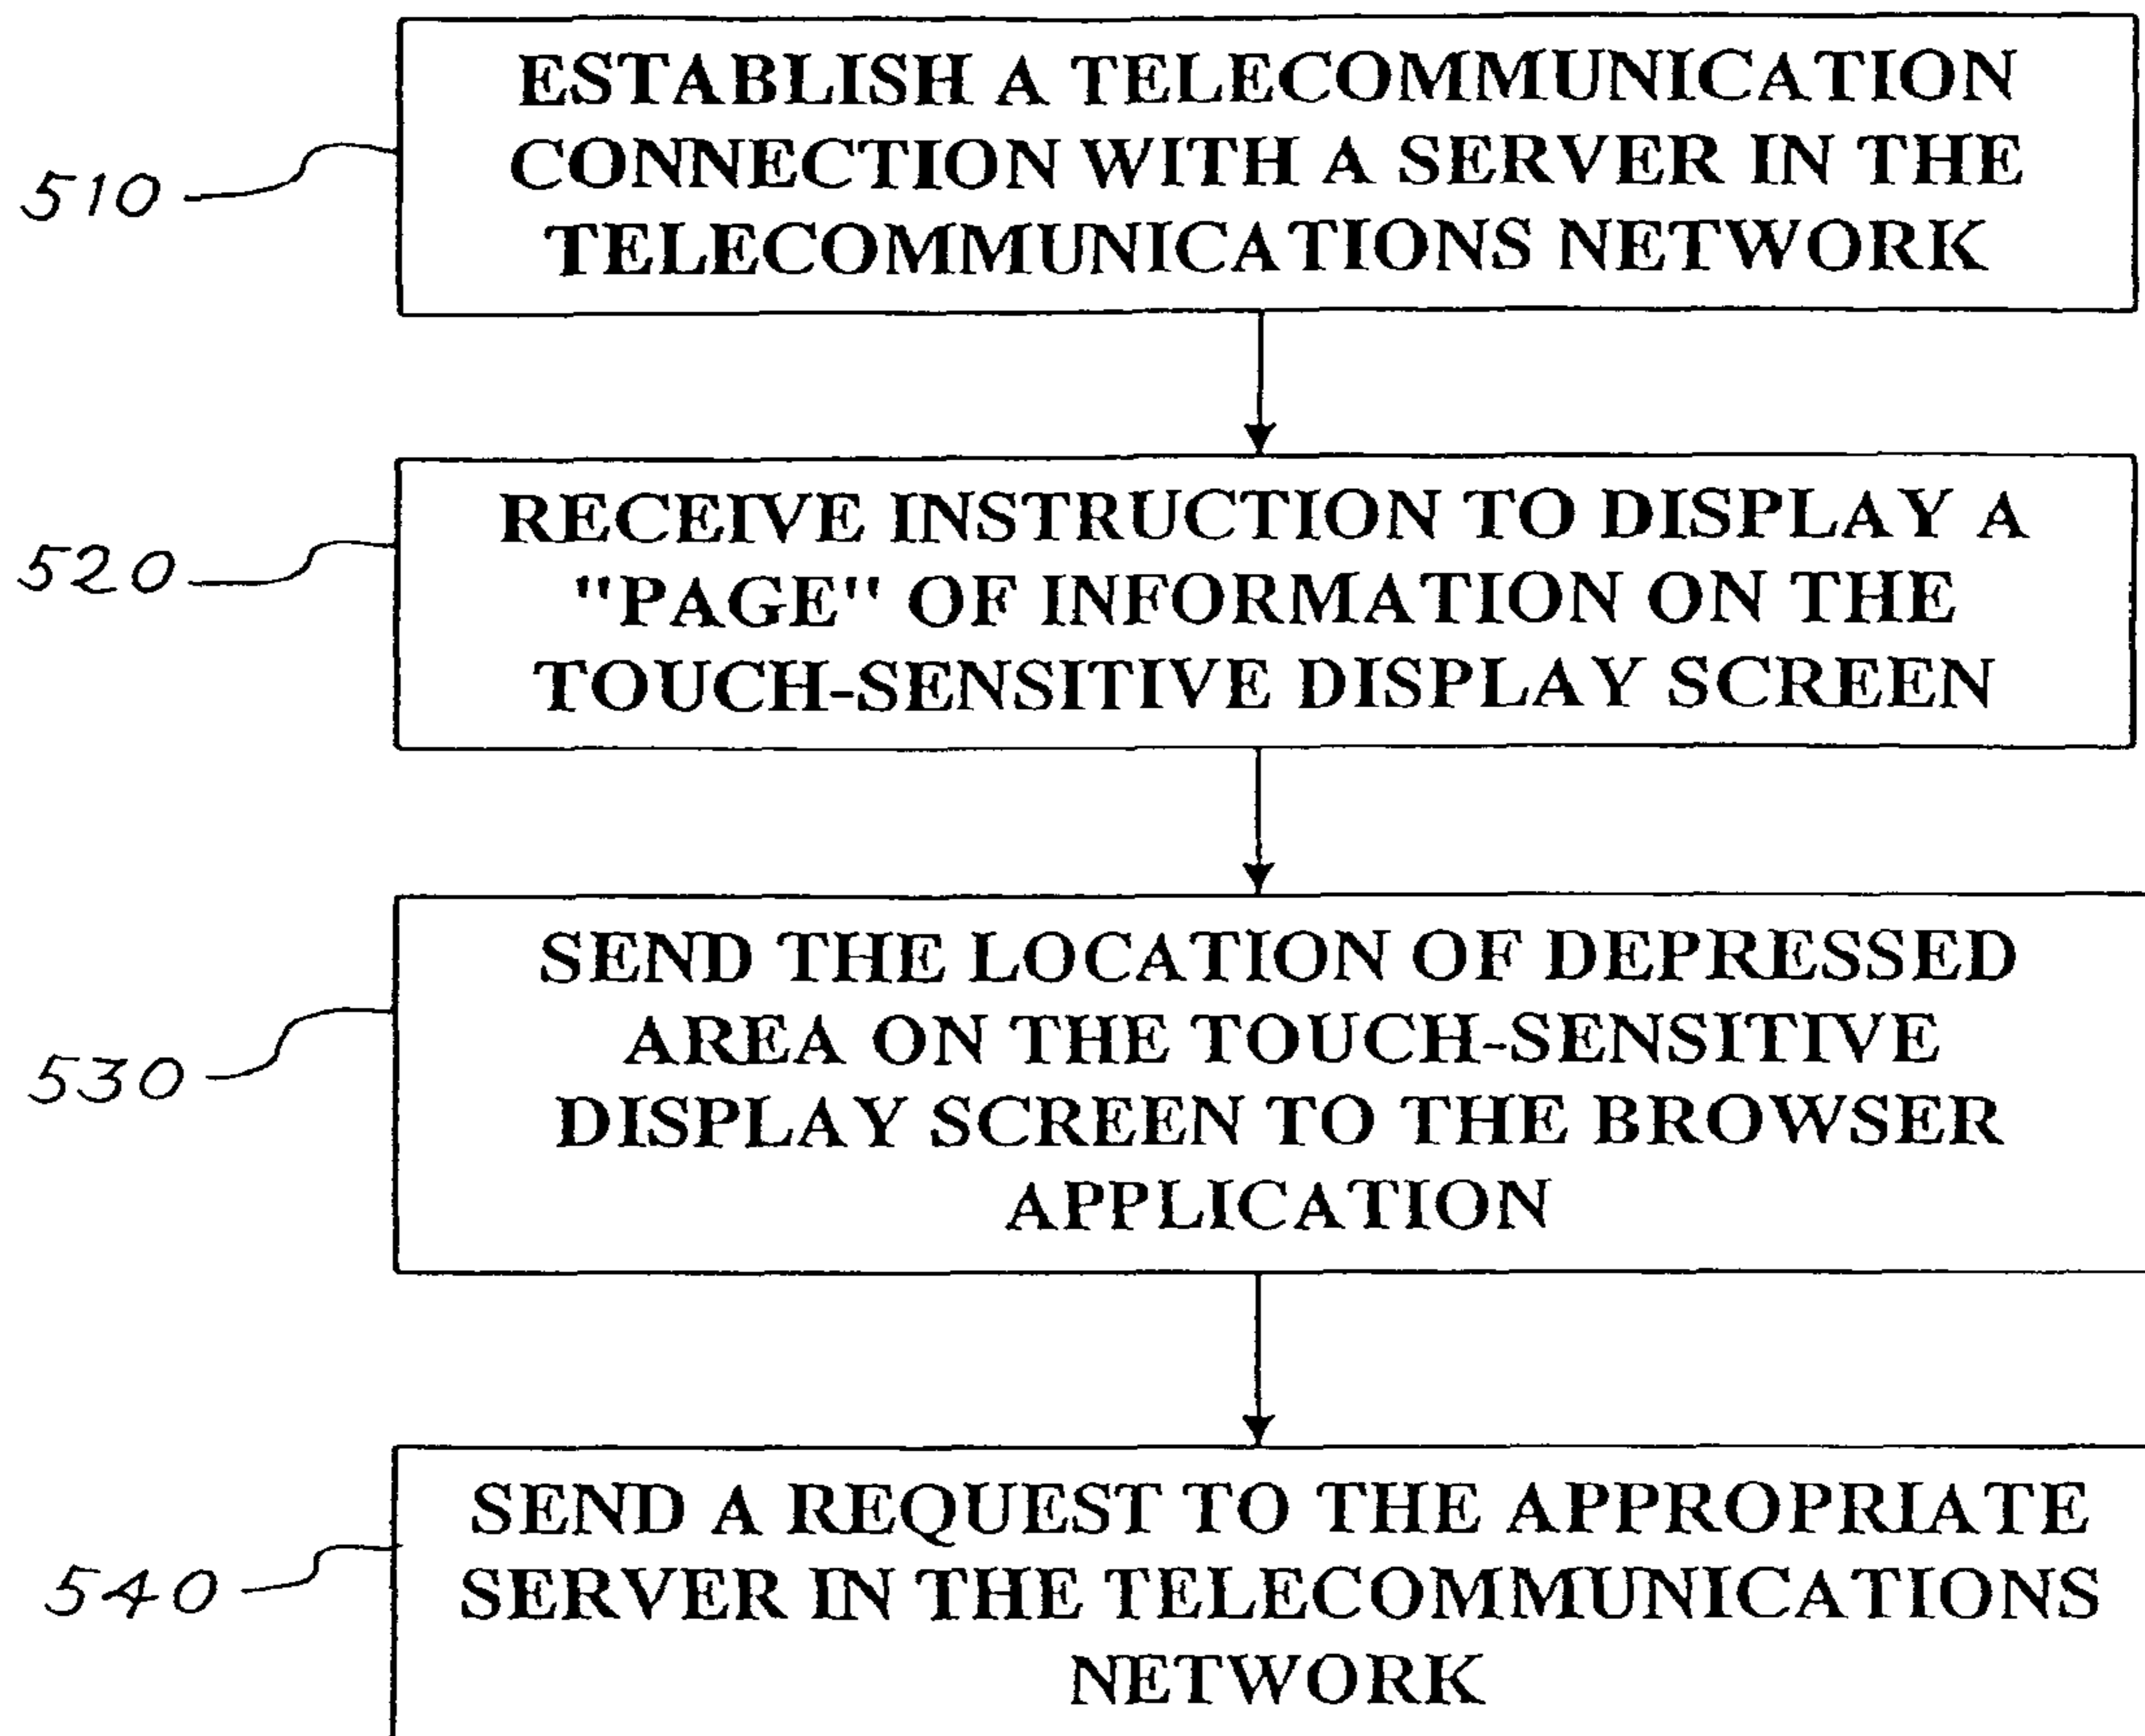 ESTABLISH A TELECOMMUNICATION
CONNECTION WITH A SERVER IN THE
TELECOMMUNICATIONS NETWORK
510
RECEIVE INSTRUCTION TO DISPLAY A
"PAGE" OF INFORMATION ON THE
TOUCH-SENSITIVE DISPLAY SCREEN
520
SEND THE LOCATION OF DEPRESSED
AREA ON THE TOUCH-SENSITIVE
DISPLAY SCREEN TO THE BROWSER
APPLICATION
530
SEND A REQUEST TO THE APPROPRIATE
SERVER IN THE TELECOMMUNICATIONS
NETWORK
540